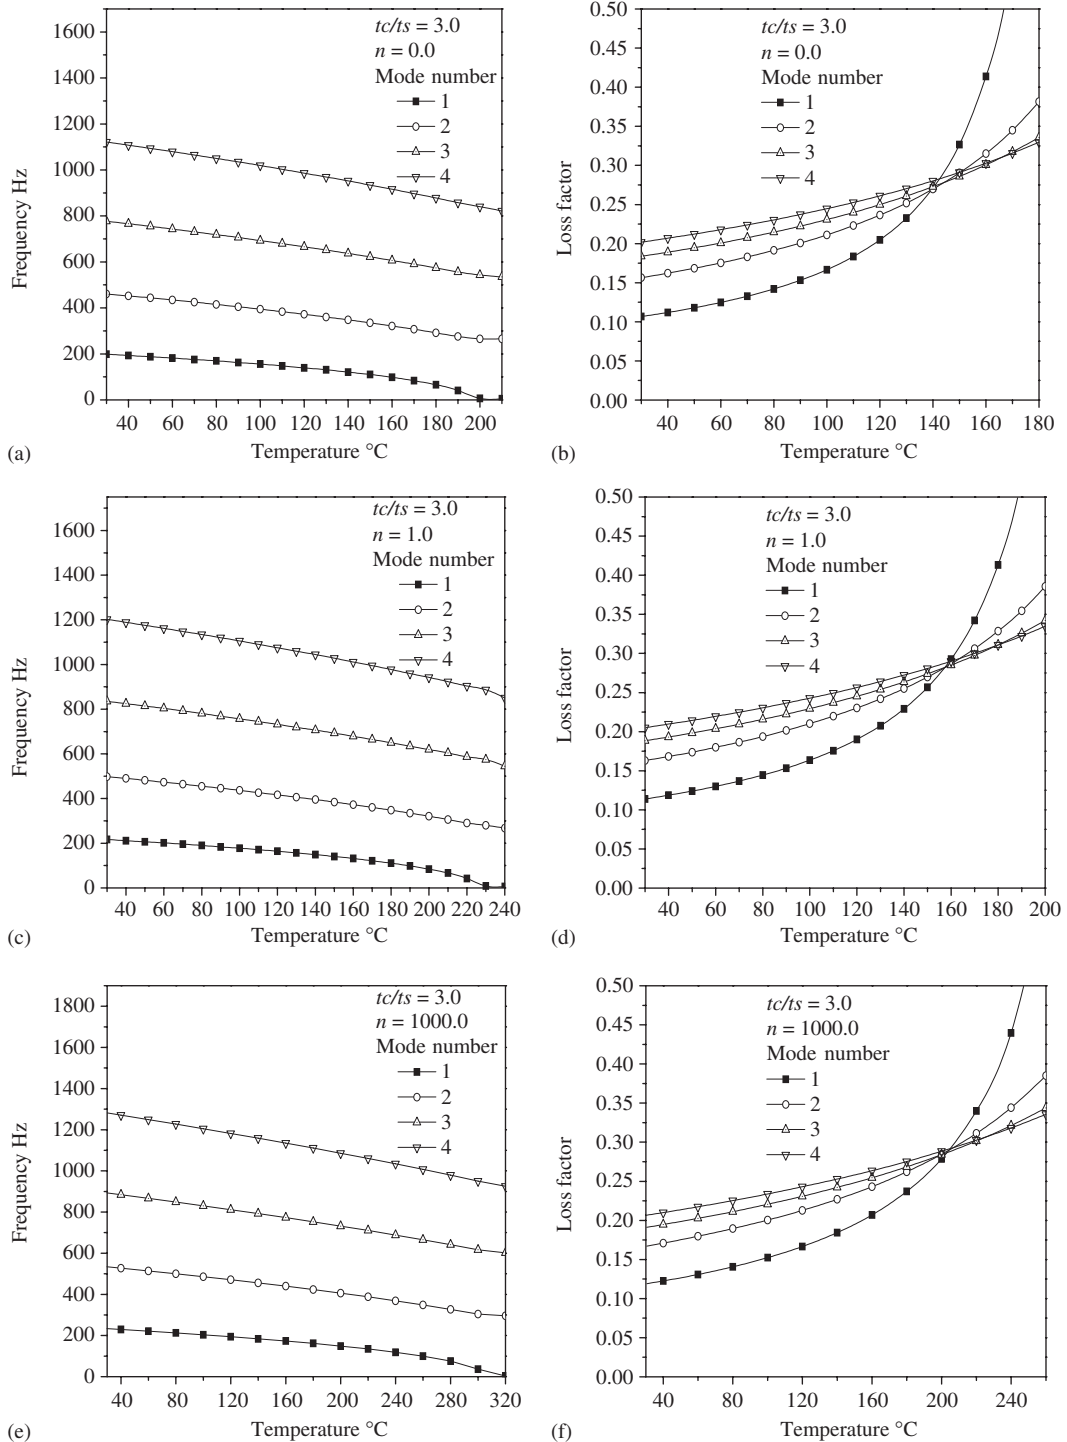 1600
1400
1200
1000
800
600
400
200
0
Frequency Hz
tc/ts = 3.0
n = 0.0
Mode number
1
2
3
4
40 60 80 100 120 140 160 180 200
Temperature °C
(a)
0.50
0.45
0.40
0.35
0.30
0.25
0.20
0.15
0.10
0.05
0.00
Loss factor
tc/ts = 3.0
n = 0.0
Mode number
1
2
3
4
40 60 80 100 120 140 160 180
Temperature °C
(b)
1600
1400
1200
1000
800
600
400
200
0
Frequency Hz
tc/ts = 3.0
n = 1.0
Mode number
1
2
3
4
40 60 80 100 120 140 160 180 200 220 240
Temperature °C
(c)
0.50
0.45
0.40
0.35
0.30
0.25
0.20
0.15
0.10
0.05
0.00
Loss factor
tc/ts = 3.0
n = 1.0
Mode number
1
2
3
4
40 60 80 100 120 140 160 180 200
Temperature °C
(d)
1800
1600
1400
1200
1000
800
600
400
200
0
Frequency Hz
tc/ts = 3.0
n = 1000.0
Mode number
1
2
3
4
40 80 120 160 200 240 280 320
Temperature °C
(e)
0.50
0.45
0.40
0.35
0.30
0.25
0.20
0.15
0.10
0.05
0.00
Loss factor
tc/ts = 3.0
n = 1000.0
Mode number
1
2
3
4
40 80 120 160 200 240
Temperature °C
(f)